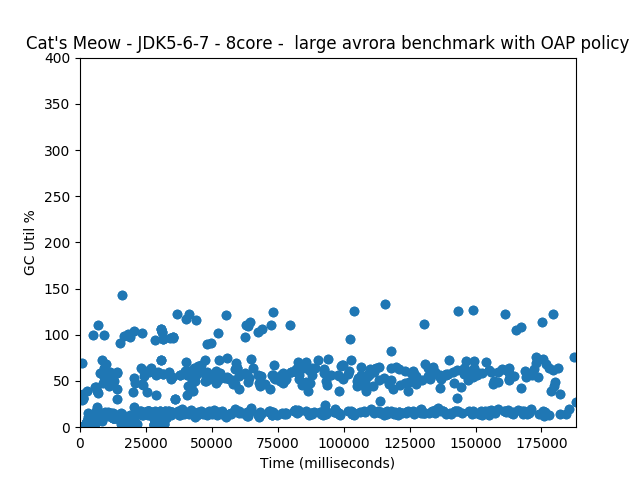 Cat's Meow - JDK5-6-7 - 8core -  large avrora benchmark with OAP policy
400
350
300
250
200
150
100
50
0
GC Util %
0 25000 50000 75000 100000 125000 150000 175000
Time (milliseconds)